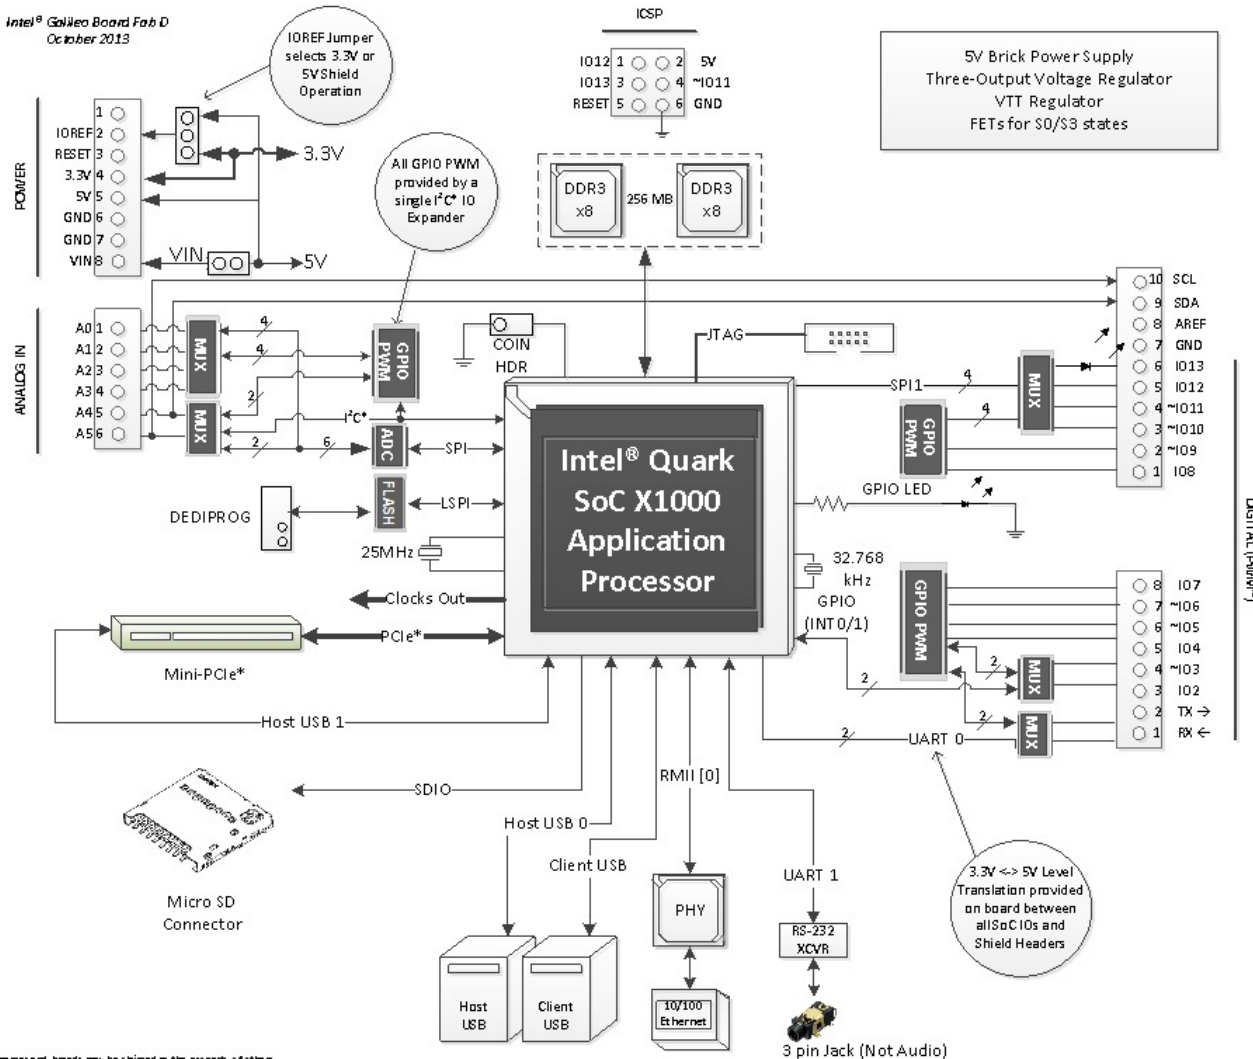 Intel® Galileo Board Fab D
October 2013
IOREF Jumper
selects 3.3V or
5V Shield
Operation
ICSP
IO12 1 2 5V
IO13 3 4 ~IO11
RESET 5 6 GND
5V Brick Power Supply
Three-Output Voltage Regulator
VTT Regulator
FETs for S0/S3 states
POWER
1
IOREF 2
RESET 3
3.3V 4
5V 5
GND 6
GND 7
VIN 8
3.3V
VIN
5V
All GPIO PWM
provided by a
single I²C* IO
Expander
DDR3
x8
256 MB
DDR3
x8
ANALOG IN
A0 1
A1 2
A2 3
A3 4
A4 5
A5 6
MUX
MUX
4
4
2
2
6
I²C*
GPIO
PWM
ADC
FLASH
SPI
LSPI
COIN
HDR
JTAG
DEDIPROG
25MHz
Clocks Out
PCIe*
Mini-PCIe*
Host USB 1
Intel® Quark
SoC X1000
Application
Processor
SPI1
4
4
MUX
GPIO
PWM
10 SCL
9 SDA
8 AREF
7 GND
6 IO13
5 IO12
4 ~IO11
3 ~IO10
2 ~IO9
1 IO8
GPIO LED
32.768
kHz
GPIO
(INT0/1)
GPIO PWM
2
2
2
2
MUX
MUX
UART 0
8 IO7
7 ~IO6
6 ~IO5
5 IO4
4 ~IO3
3 IO2
2 TX →
1 RX ←
SDIO
Micro SD
Connector
Host USB 0
Client USB
RMII [0]
UART 1
Host
USB
Client
USB
PHY
10/100
Ethernet
RS-232
XCVR
3 pin Jack (Not Audio)
3.3V <-> 5V Level
Translation provided
on board between
all SoC IOs and
Shield Headers